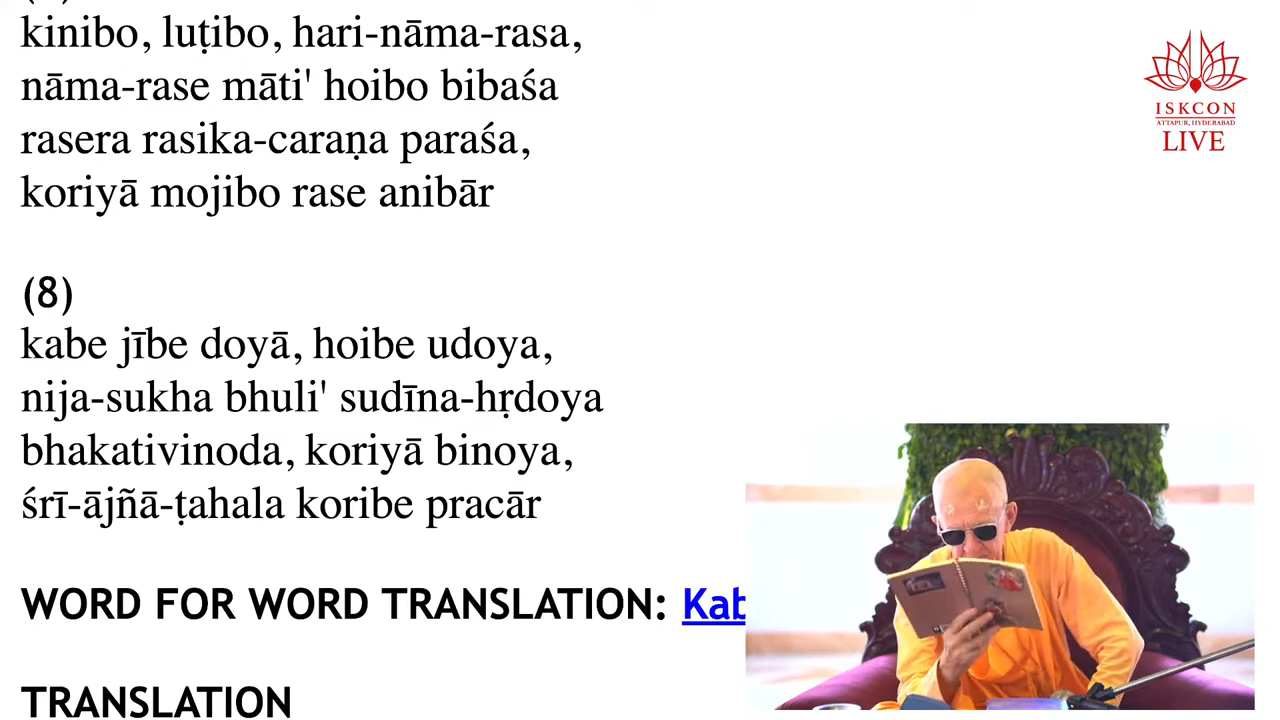 kinibo, luṭibo, hari-nāma-rasa,
nāma-rase māti' hoibo bibaśa
rasera rasika-caraṇa paraśa,
koriyā mojibo rase anibār
(8)
kabe jībe doyā, hoibe udoya,
nija-sukha bhuli' sudīna-hṛdoya
bhakativinoda, koriyā binoya,
śrī-ājñā-ṭahala koribe pracār
WORD FOR WORD TRANSLATION: Kab
TRANSLATION
ISKCON
ATTAPUR, HYDERABAD
LIVE